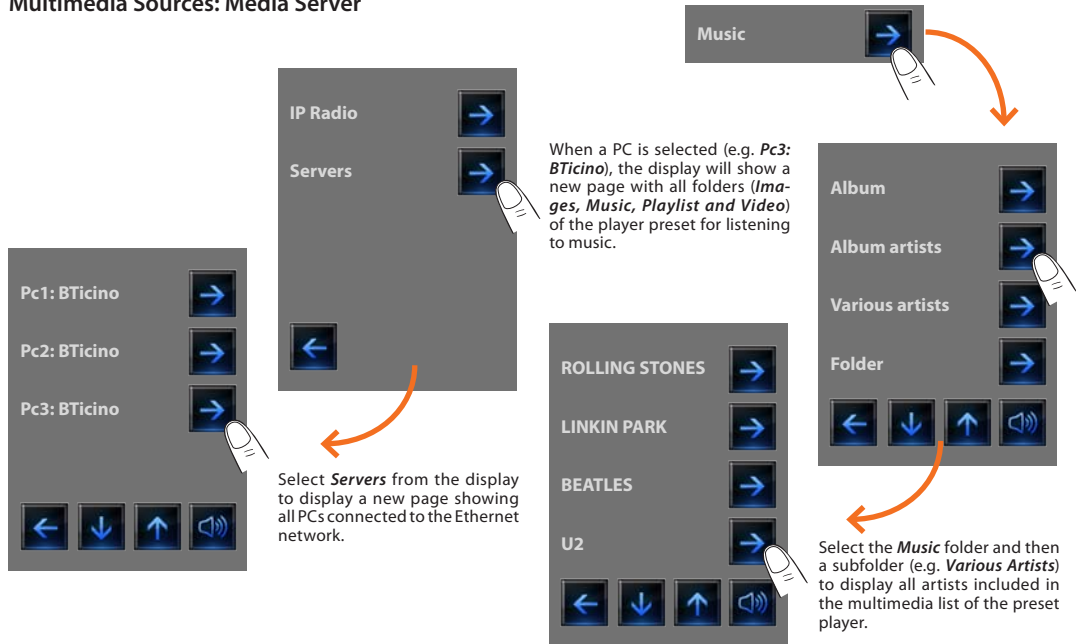 Multimedia Sources: Media Server
IP Radio
Servers
Pc1: BTicino
Pc2: BTicino
Pc3: BTicino
Select Servers from the display
to display a new page showing
all PCs connected to the Ethernet
network.
When a PC is selected (e.g. Pc3:
BTicino), the display will show a
new page with all folders (Ima-
ges, Music, Playlist and Video)
of the player preset for listening
to music.
Music
Album
Album artists
Various artists
Folder
Select the Music folder and then
a subfolder (e.g. Various Artists)
to display all artists included in
the multimedia list of the preset
player.
ROLLING STONES
LINKIN PARK
BEATLES
U2